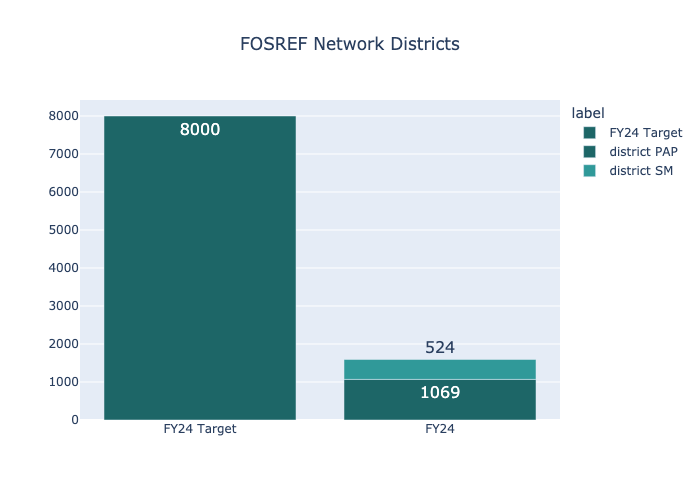 FOSREF Network Districts
8000
7000
6000
5000
4000
3000
2000
1000
0
8000
524
1069
FY24 Target
FY24
label
FY24 Target
district PAP
district SM